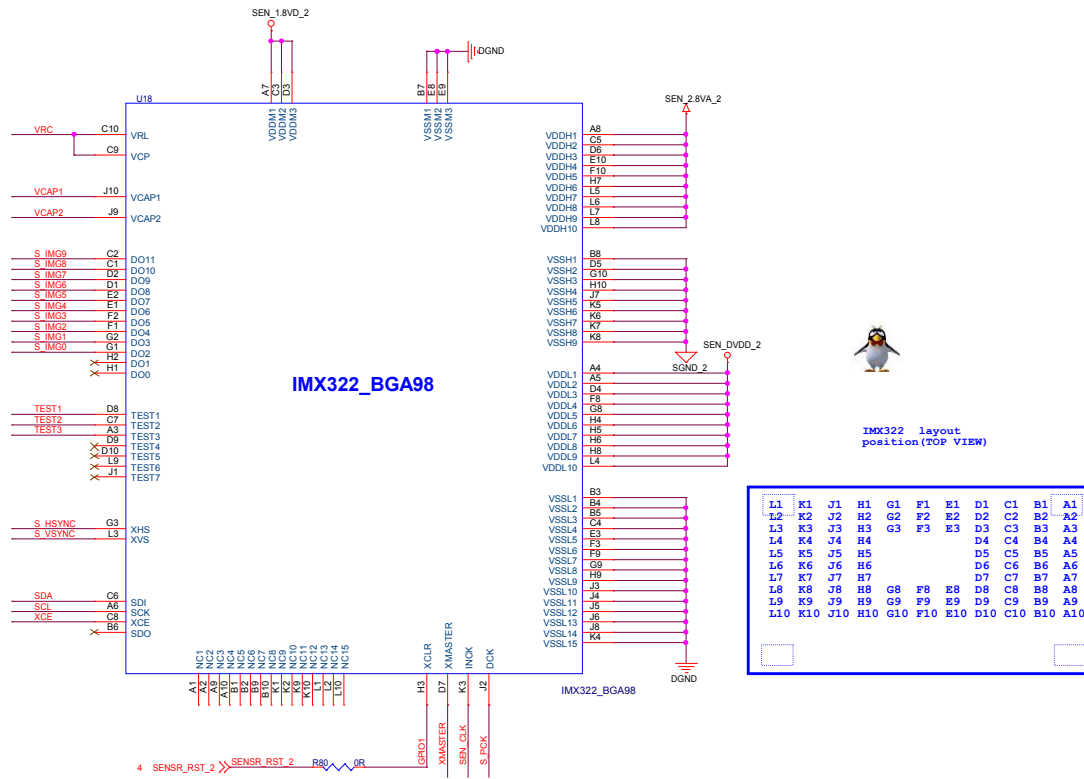 SEN_1.8VD_2
DGND
A7 C3 D3
B7 E8 E9
U18
VDDM1 VDDM2 VDDM3
VSSM1 VSSM2 VSSM3
SEN_2.8VA_2
VRC C10 VRL
C9 VCP
VCAP1 J10 VCAP1
VCAP2 J9 VCAP2
S_IMG9 C2 DO11
S_IMG8 C1 DO10
S_IMG7 D2 DO9
S_IMG6 D1 DO8
S_IMG5 E2 DO7
S_IMG4 E1 DO6
S_IMG3 F2 DO5
S_IMG2 F1 DO4
S_IMG1 G2 DO3
S_IMG0 G1 DO2
H2 DO1
H1 DO0
TEST1 D8 TEST1
TEST2 C7 TEST2
TEST3 A3 TEST3
D9 TEST4
D10 TEST5
L9 TEST6
J1 TEST7
S_HSYNC G3 XHS
S_VSYNC L3 XVS
SDA C6 SDI
SCL A6 SCK
XCE C8 XCE
B6 SDO
IMX322_BGA98
VDDH1 A8
VDDH2 C5
VDDH3 D6
VDDH4 E10
VDDH5 F10
VDDH6 H7
VDDH7 L5
VDDH8 L6
VDDH9 L7
VDDH10 L8
VSSH1 B8
VSSH2 D5
VSSH3 G10
VSSH4 H10
VSSH5 J7
VSSH6 K5
VSSH7 K6
VSSH8 K7
VSSH9 K8
SGND_2
SEN_DVDD_2
VDDL1 A4
VDDL2 A5
VDDL3 D4
VDDL4 F8
VDDL5 G8
VDDL6 H4
VDDL7 H5
VDDL8 H6
VDDL9 H8
VDDL10 L4
VSSL1 B3
VSSL2 B4
VSSL3 B5
VSSL4 C4
VSSL5 E3
VSSL6 F3
VSSL7 F9
VSSL8 G9
VSSL9 H9
VSSL10 J3
VSSL11 J4
VSSL12 J5
VSSL13 J6
VSSL14 J8
VSSL15 K4
DGND
IMX322_BGA98
NC1 NC2 NC3 NC4 NC5 NC6 NC7 NC8 NC9 NC10 NC11 NC12 NC13 NC14 NC15
A1 A2 A9 A10 B1 B2 B9 B10 K1 K2 K9 K10 L1 L2 L10
XCLR XMASTER INCK DCK
H3 D7 K3 J2
GPIO1 XMASTER SEN_CLK S_PCK
4 SENSR_RST_2 SENSR_RST_2 R80 0R
IMX322 layout
position(TOP VIEW)
L1 K1 J1 H1 G1 F1 E1 D1 C1 B1 A1
L2 K2 J2 H2 G2 F2 E2 D2 C2 B2 A2
L3 K3 J3 H3 G3 F3 E3 D3 C3 B3 A3
L4 K4 J4 H4 D4 C4 B4 A4
L5 K5 J5 H5 D5 C5 B5 A5
L6 K6 J6 H6 D6 C6 B6 A6
L7 K7 J7 H7 D7 C7 B7 A7
L8 K8 J8 H8 G8 F8 E8 D8 C8 B8 A8
L9 K9 J9 H9 G9 F9 E9 D9 C9 B9 A9
L10 K10 J10 H10 G10 F10 E10 D10 C10 B10 A10